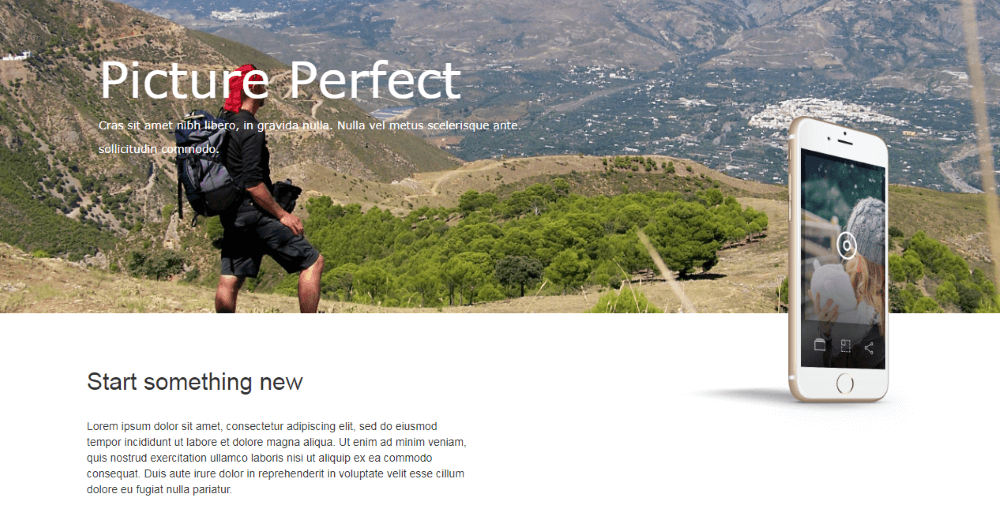 Picture Perfect
Cras sit amet nibh libero, in gravida nulla. Nulla vel metus scelerisque ante.
sollicitudin commodo.
Start something new
Lorem ipsum dolor sit amet, consectetur adipiscing elit, sed do eiusmod
tempor incididunt ut labore et dolore magna aliqua. Ut enim ad minim veniam,
quis nostrud exercitation ullamco laboris nisi ut aliquip ex ea commodo
consequat. Duis aute irure dolor in reprehenderit in voluptate velit esse cillum
dolore eu fugiat nulla pariatur.